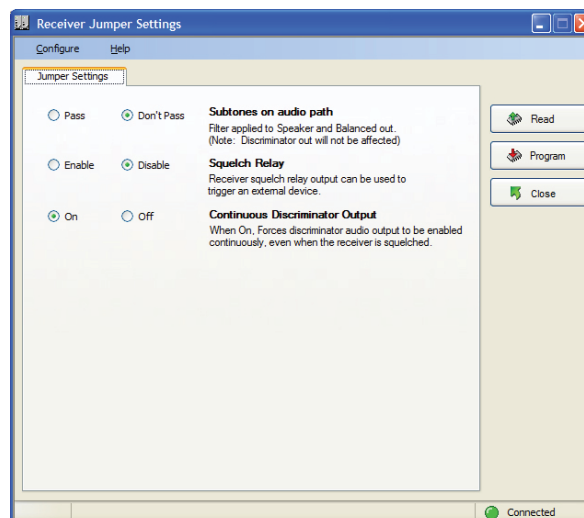 Receiver Jumper Settings
Configure Help
Jumper Settings
Pass Don't Pass Subtones on audio path
Filter applied to Speaker and Balanced out.
(Note: Discriminator out will not be affected)
Enable Disable Squelch Relay
Receiver squelch relay output can be used to
trigger an external device.
On Off Continuous Discriminator Output
When On, Forces discriminator audio output to be enabled
continuously, even when the receiver is squelched.
Read
Program
Close
Connected